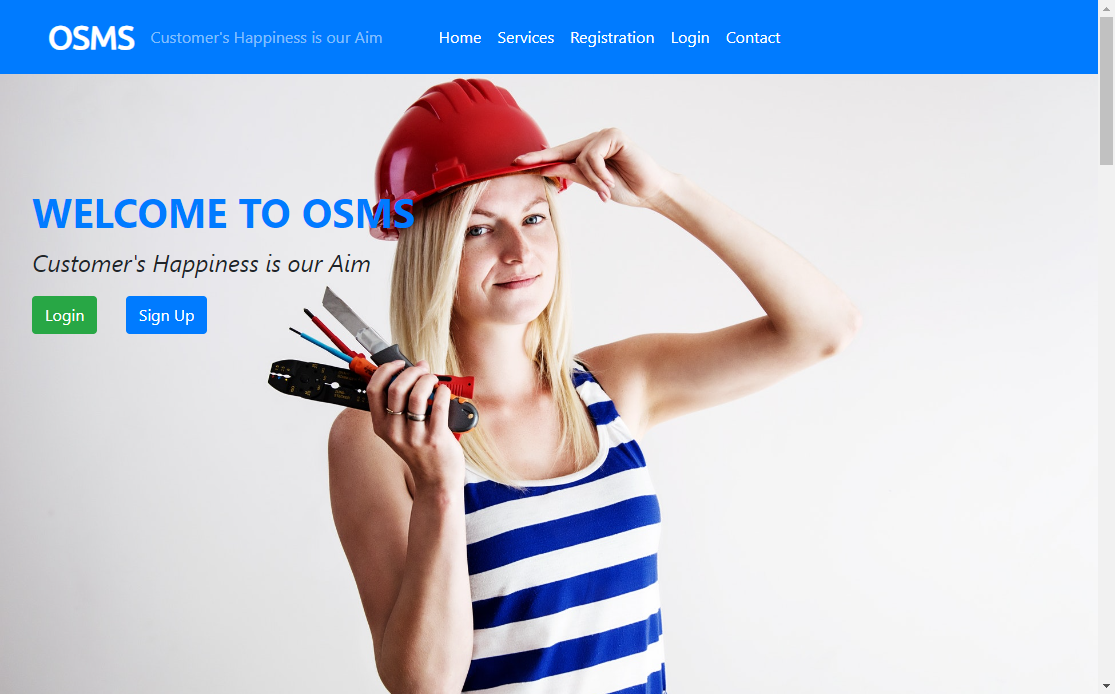 OSMS Customer's Happiness is our Aim Home Services Registration Login Contact
WELCOME TO OSMS
Customer's Happiness is our Aim
Login Sign Up